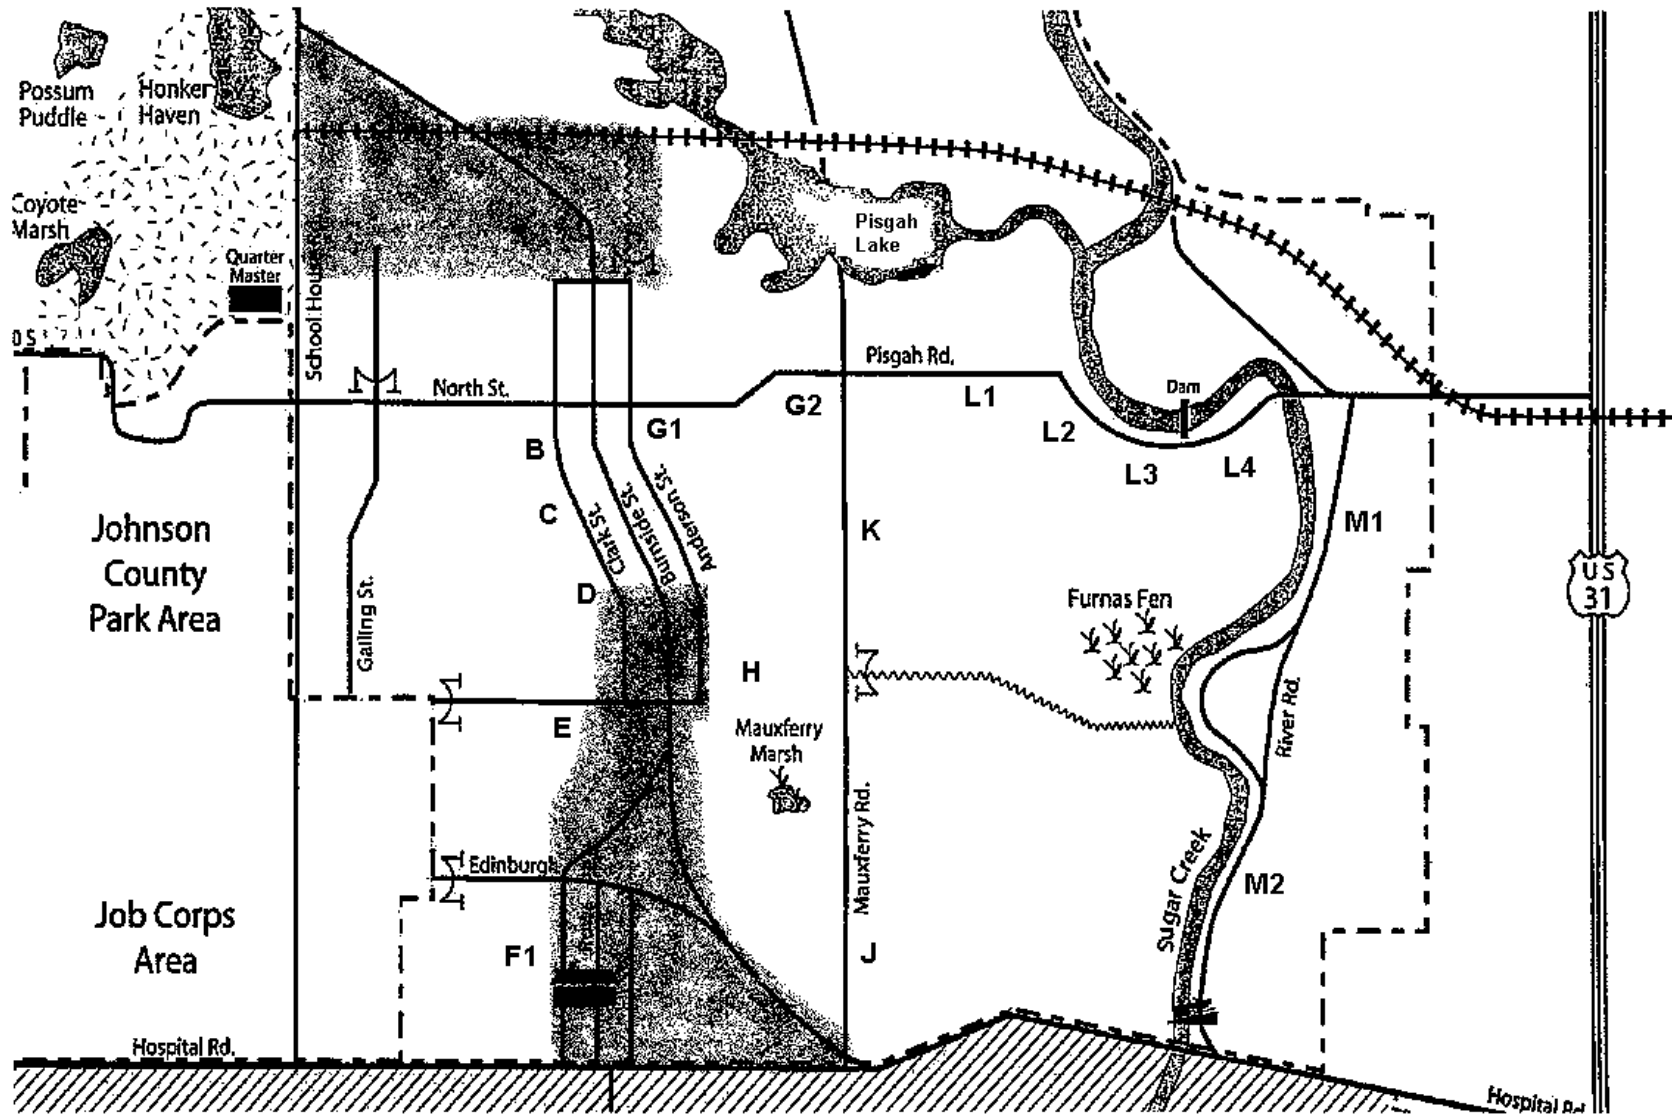 Possum
Puddle
Honker
Haven
Coyote
Marsh
Quarter
Master
School House
Pisgah
Lake
Pisgah Rd.
North St.
Dam
G2
L1
G1
L2
B
L3
L4
C
Clark St.
Burnside St.
Anderson St.
K
M1
Johnson
County
Park Area
D
US
31
Furnas Fen
Gatling St.
H
E
Mauxferry
Marsh
River Rd.
Mauxferry Rd.
Edinburgh
Sugar Creek
M2
Job Corps
Area
F1
J
Hospital Rd.
Hospital Rd.